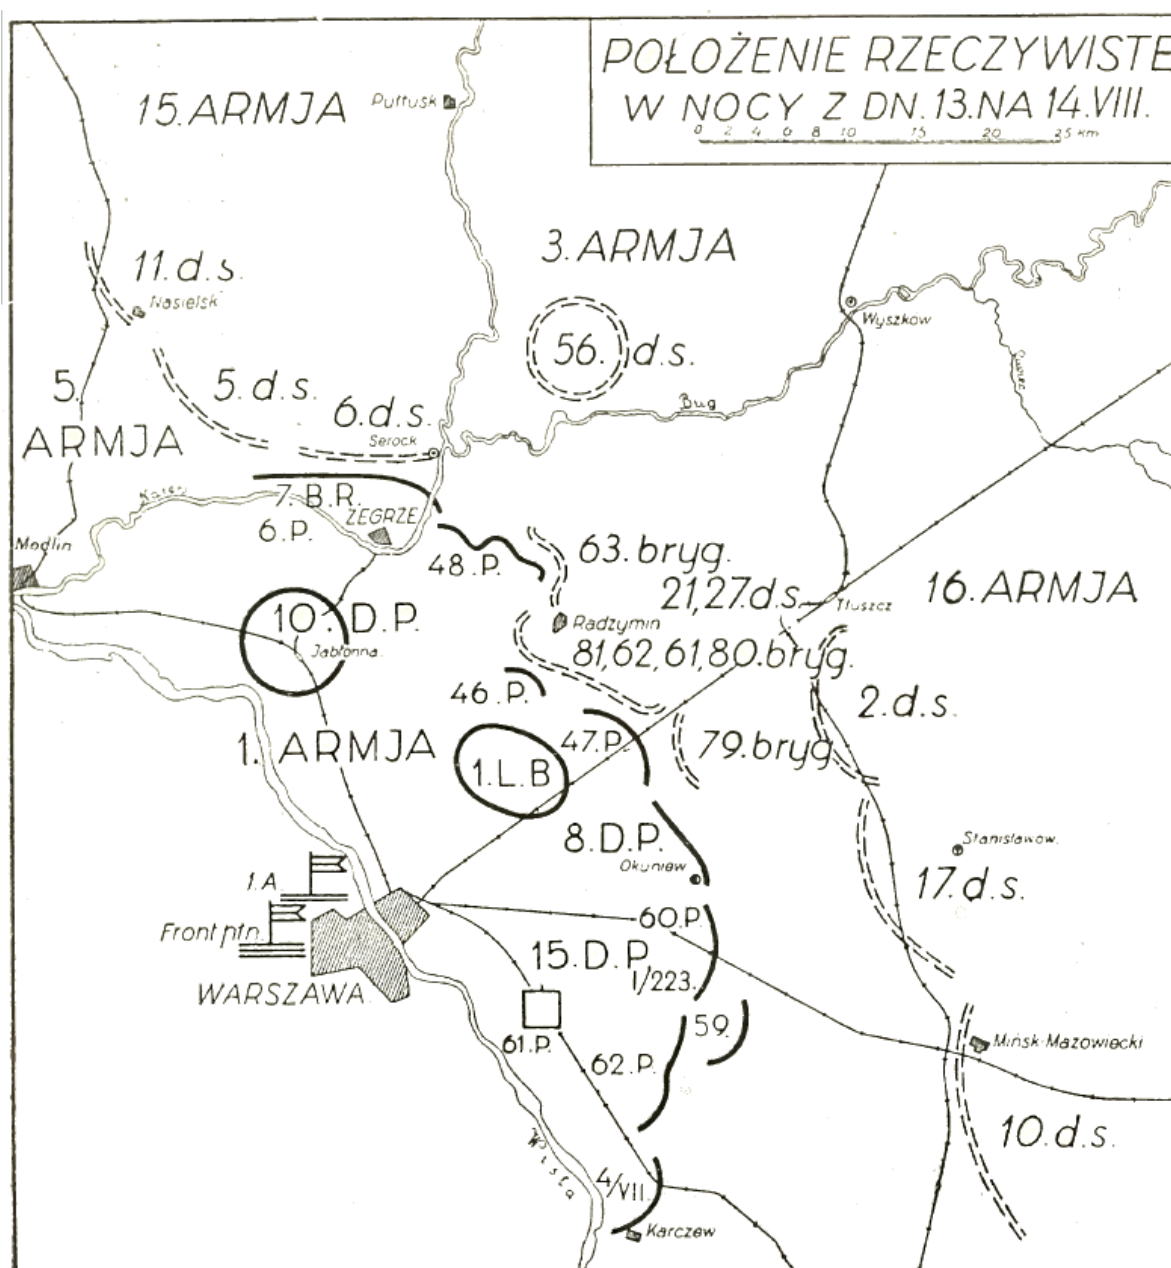 POŁOŻENIE RZECZYWISTE
W NOCY Z DN. 13. NA 14. VIII.
0 2 4 6 8 10 15 20 25 km
15. ARMJA
Pułtusk
3. ARMJA
11. d.s.
Nasielsk
56. d.s.
Wyszków
5.
ARMJA
5. d.s.
6. d.s.
Serock
Bug
7. B.R.
6. P.
ZEGRZE
Modlin
48. P.
63. bryg.
21, 27. d.s.
Tłuszcz
16. ARMJA
10. D.P.
Jabłonna.
Radzymin
81, 62, 61, 80. bryg.
46. P.
2. d.s.
1. ARMJA
47. P.
79. bryg
1. L. B
8. D.P.
Okuniew
Stanisławow.
17. d.s.
1. A.
Front płn.
WARSZAWA.
60. P.
15. D. P.
I/223.
59.
61. P.
62. P.
Mińsk-Mazowiecki
10. d.s.
Wisła
4/VII.
Karczew